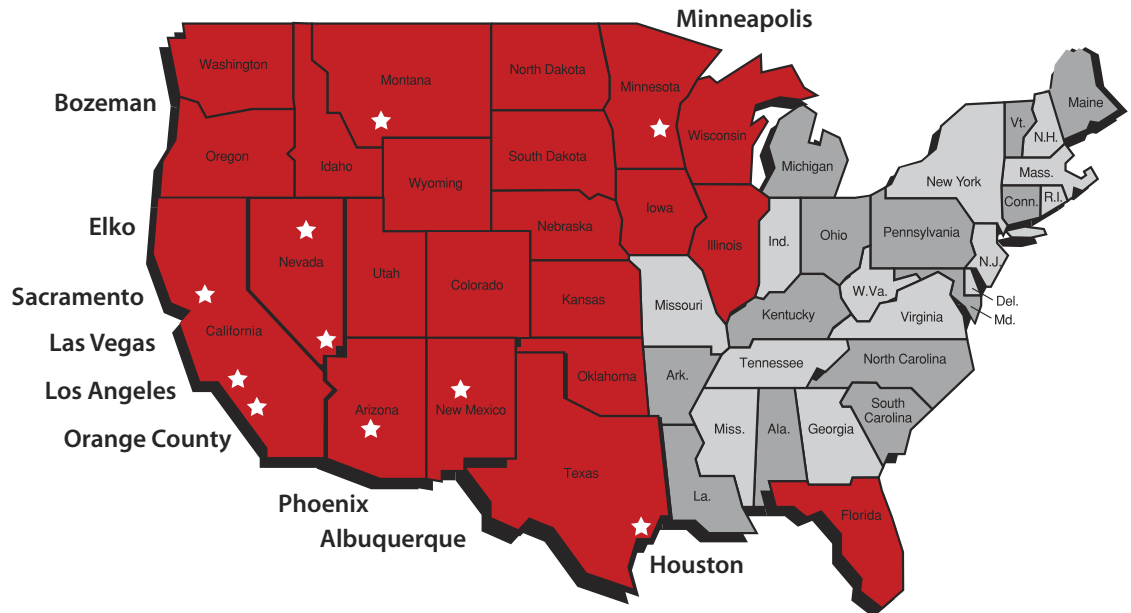 Minneapolis
Washington
Montana
North Dakota
Minnesota
Bozeman
Maine
Vt.
N.H.
Wisconsin
Oregon
Idaho
South Dakota
Michigan
Mass.
Wyoming
New York
Conn.
R.I.
Iowa
Elko
Nebraska
Illinois
Ind.
Ohio
Pennsylvania
Nevada
Utah
N.J.
Colorado
W.Va.
Sacramento
Kansas
Missouri
Del.
Kentucky
Virginia
Md.
California
Las Vegas
North Carolina
Tennessee
Oklahoma
Ark.
Los Angeles
Arizona
New Mexico
South
Carolina
Miss.
Ala.
Georgia
Orange County
Texas
La.
Phoenix
Florida
Albuquerque
Houston